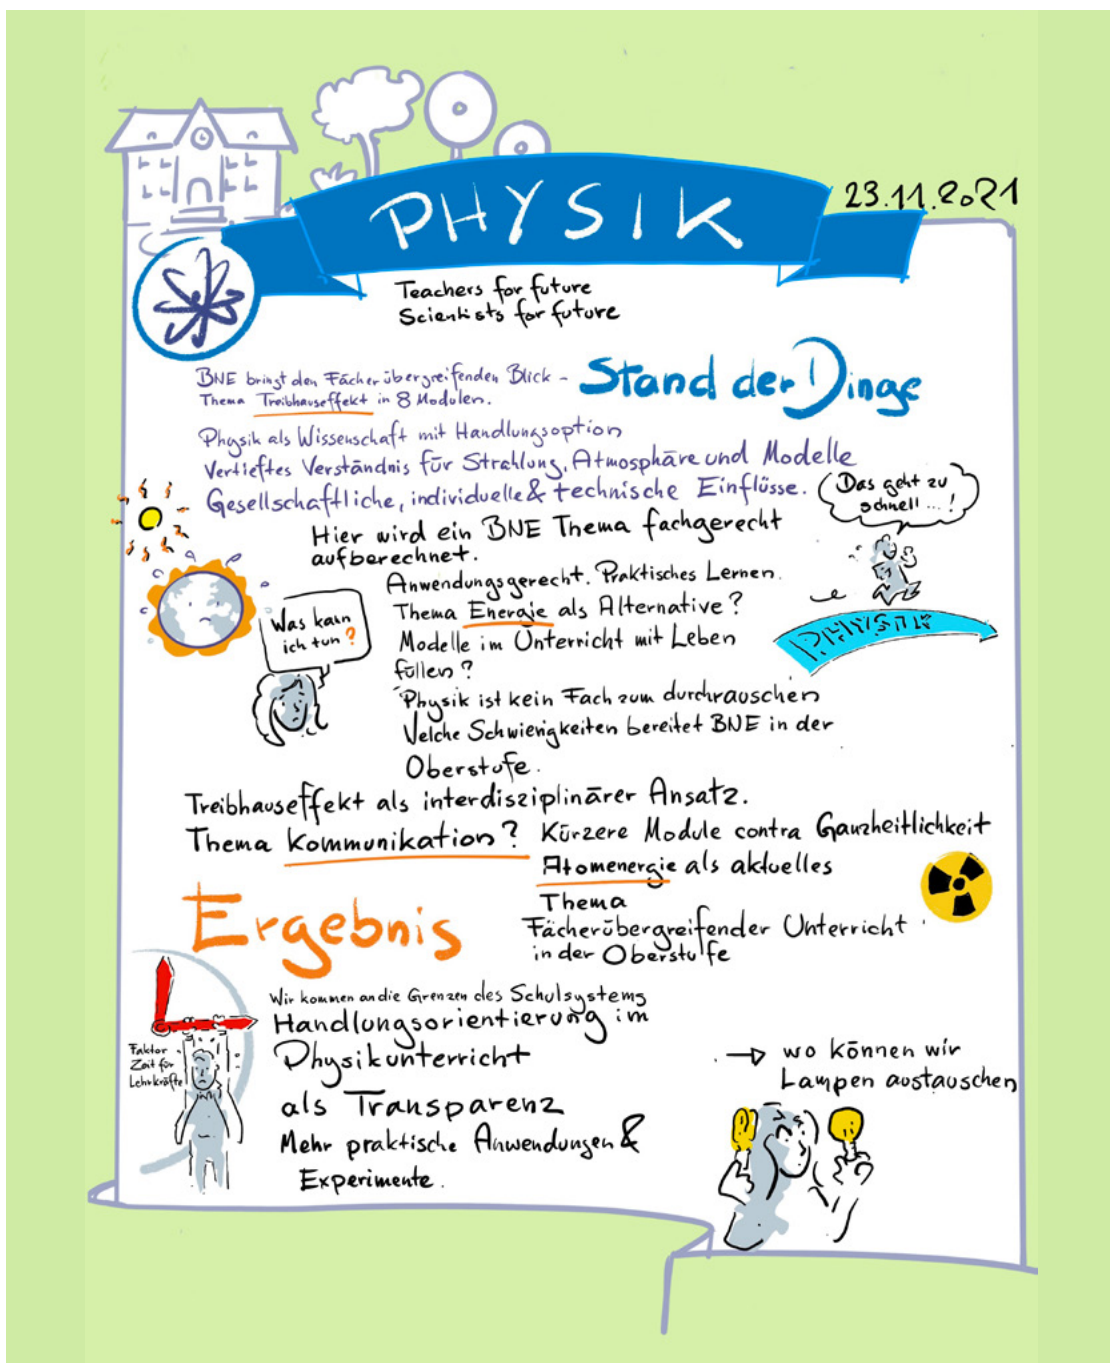 PHYSIK
23.11.2021
Teachers for future
Scientists for future
Stand der Dinge
BNE bringt den Fächerübergreifenden Blick -
Thema Treibhauseffekt in 8 Modulen.
Physik als Wissenschaft mit Handlungsoption
Vertieftes Verständnis für Strahlung, Atmosphäre und Modelle
Gesellschaftliche, individuelle & technische Einflüsse.
Das geht zu
schnell...!
Hier wird ein BNE Thema fachgerecht
aufberechnet.
Anwendungsgerecht. Praktisches Lernen.
Thema Energie als Alternative?
Modelle im Unterricht mit Leben
füllen?
PHYSIK
Was kann
ich tun?
Physik ist kein Fach zum durchrauschen
Welche Schwierigkeiten bereitet BNE in der
Oberstufe.
Treibhauseffekt als interdisziplinärer Ansatz.
Thema Kommunikation? Kürzere Module contra Ganzheitlichkeit
Atomenergie als aktuelles
Thema
Fächerübergreifender Unterricht
in der Oberstufe
Ergebnis
Wir kommen an die Grenzen des Schulsystems
Handlungsorientierung im
Physikunterricht
als Transparenz
Mehr praktische Anwendungen &
Experimente.
Faktor
Zeit für
Lehrkräfte
→ wo können wir
Lampen austauschen